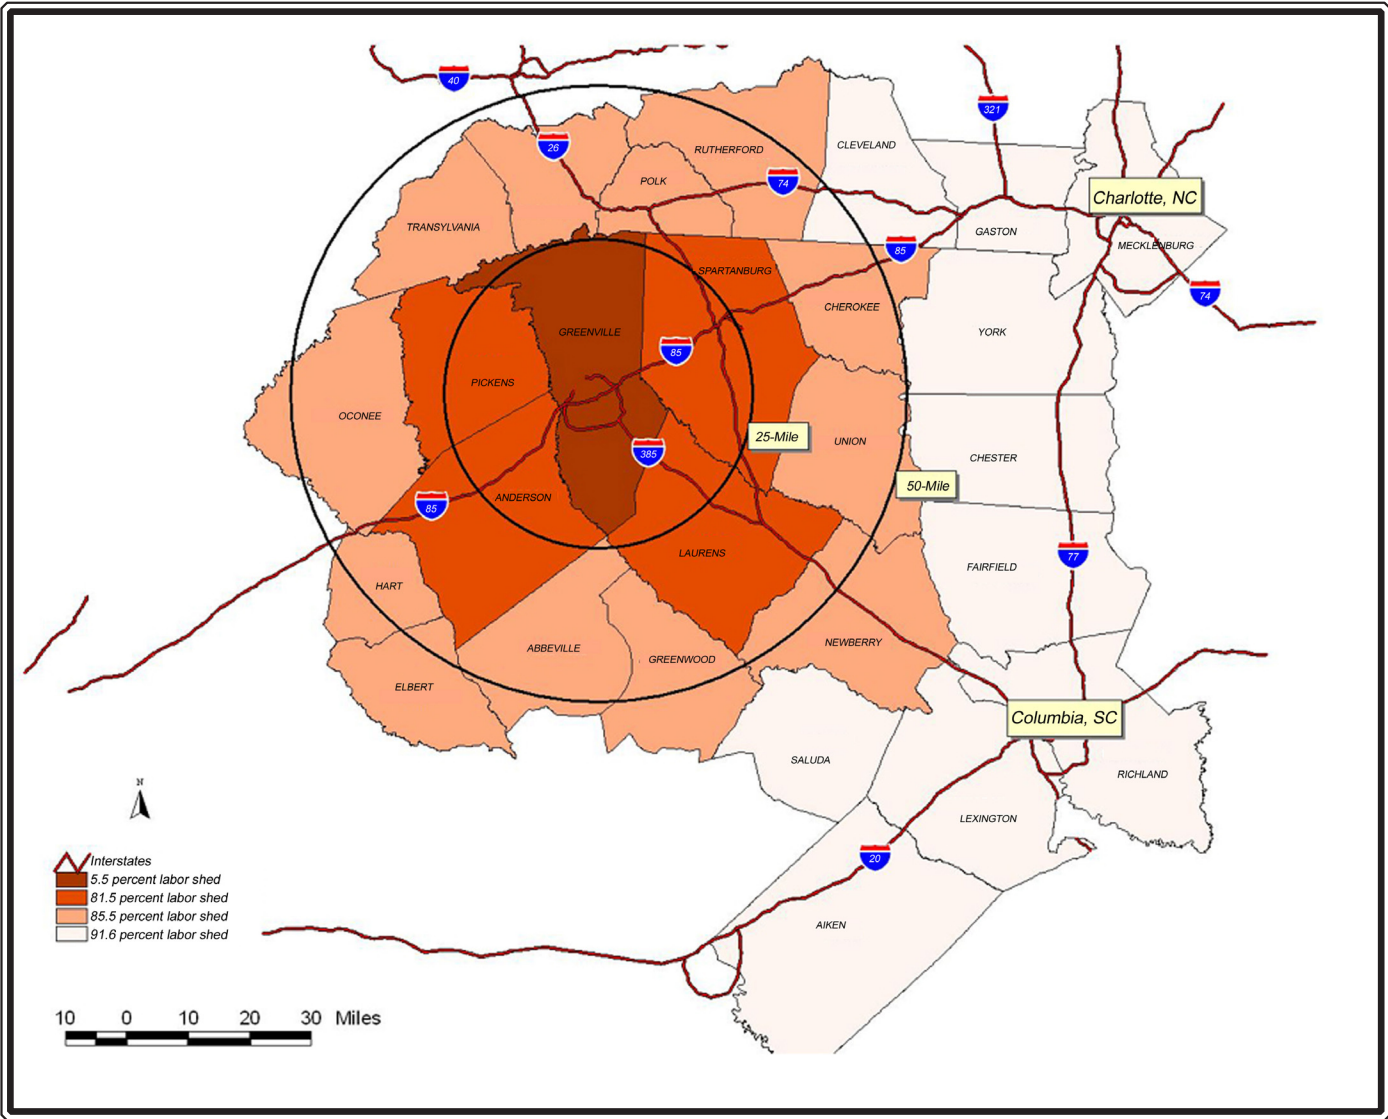 40
321
26
RUTHERFORD
CLEVELAND
74
POLK
Charlotte, NC
TRANSYLVANIA
GASTON
MECKLENBURG
85
SPARTANBURG
74
CHEROKEE
GREENVILLE
YORK
85
PICKENS
OCONEE
25-Mile
UNION
385
CHESTER
50-Mile
ANDERSON
85
LAURENS
77
FAIRFIELD
HART
NEWBERRY
ABBEVILLE
GREENWOOD
ELBERT
Columbia, SC
SALUDA
RICHLAND
N
LEXINGTON
20
Interstates
5.5 percent labor shed
81.5 percent labor shed
85.5 percent labor shed
91.6 percent labor shed
AIKEN
10 0 10 20 30 Miles